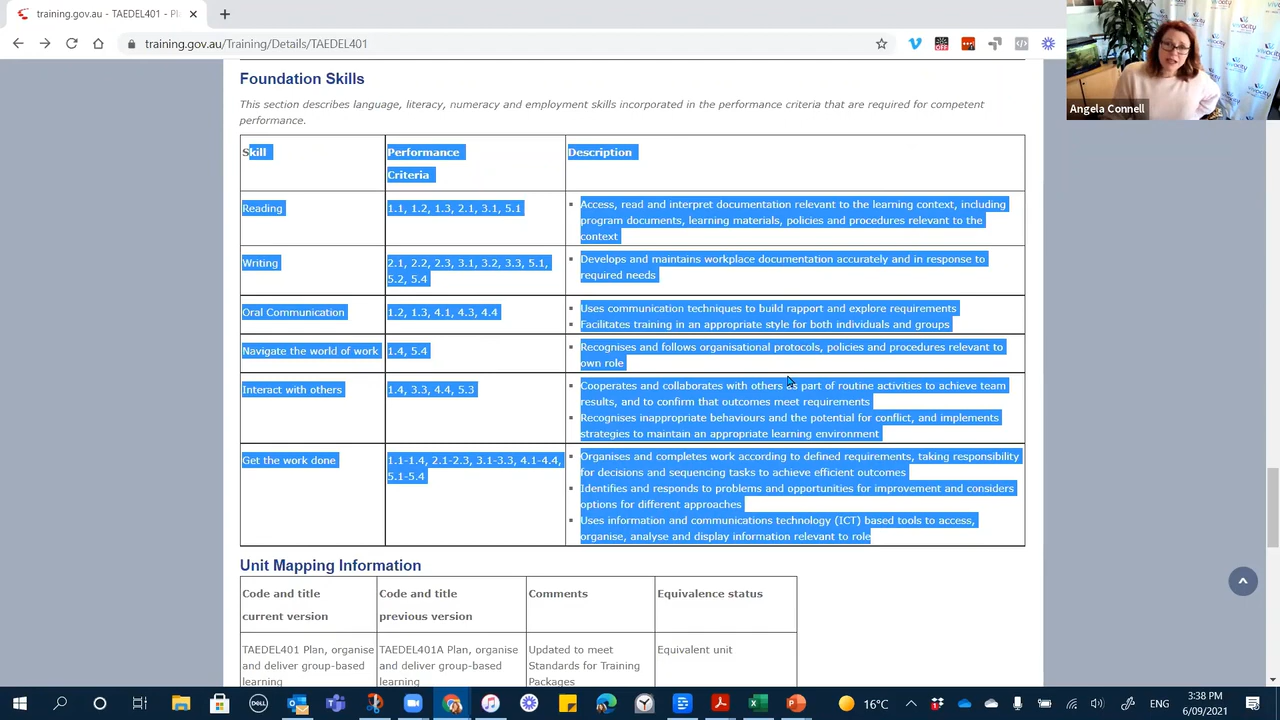 training.gov.au - TAEDEL401 - Pl
training.gov.au/Training/Details/TAEDEL401
OFF
vivacity
Angela Connell
Foundation Skills
This section describes language, literacy, numeracy and employment skills incorporated in the performance criteria that are required for competent
performance.
Skill
Performance
Criteria
Description
Reading
1.1, 1.2, 1.3, 2.1, 3.1, 5.1
Access, read and interpret documentation relevant to the learning context, including
program documents, learning materials, policies and procedures relevant to the
context
Writing
2.1, 2.2, 2.3, 3.1, 3.2, 3.3, 5.1,
5.2, 5.4
Develops and maintains workplace documentation accurately and in response to
required needs
Oral Communication
1.2, 1.3, 4.1, 4.3, 4.4
Uses communication techniques to build rapport and explore requirements
Facilitates training in an appropriate style for both individuals and groups
Navigate the world of work
1.4, 5.4
Recognises and follows organisational protocols, policies and procedures relevant to
own role
Interact with others
1.4, 3.3, 4.4, 5.3
Cooperates and collaborates with others as part of routine activities to achieve team
results, and to confirm that outcomes meet requirements
Recognises inappropriate behaviours and the potential for conflict, and implements
strategies to maintain an appropriate learning environment
Get the work done
1.1-1.4, 2.1-2.3, 3.1-3.3, 4.1-4.4,
5.1-5.4
Organises and completes work according to defined requirements, taking responsibility
for decisions and sequencing tasks to achieve efficient outcomes
Identifies and responds to problems and opportunities for improvement and considers
options for different approaches
Uses information and communications technology (ICT) based tools to access,
organise, analyse and display information relevant to role
Unit Mapping Information
Code and title
current version
Code and title
previous version
Comments
Equivalence status
TAEDEL401 Plan, organise
and deliver group-based
learning
TAEDEL401A Plan, organise
and deliver group-based
learning
Updated to meet
Standards for Training
Packages
Equivalent unit
DELL
16°C
ENG
3:38 PM
6/09/2021